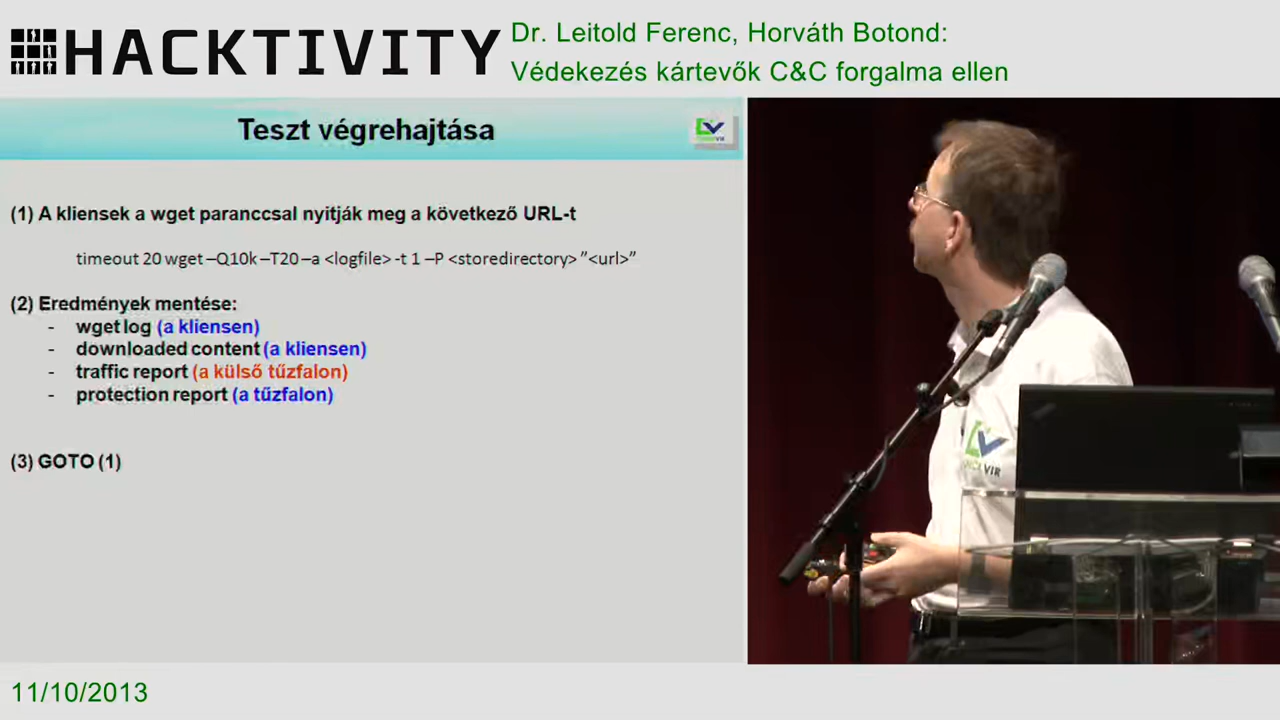 HACKTIVITY
Dr. Leitold Ferenc, Horváth Botond:
Védekezés kártevők C&C forgalma ellen
Teszt végrehajtása
(1) A kliensek a wget paranccsal nyitják meg a következő URL-t
timeout 20 wget –Q10k –T20 –a <logfile> -t 1 –P <storedirectory> ”<url>”
(2) Eredmények mentése:
- wget log (a kliensen)
- downloaded content (a kliensen)
- traffic report (a külső tűzfalon)
- protection report (a tűzfalon)
(3) GOTO (1)
VIR
11/10/2013